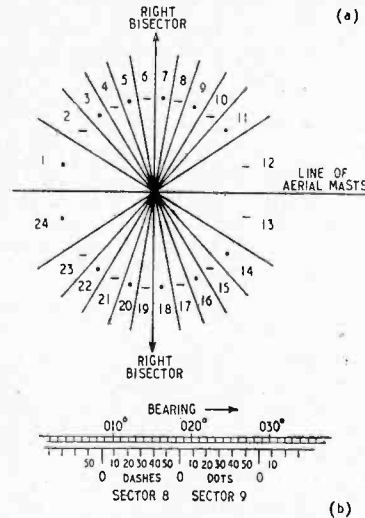 (a)
RIGHT
BISECTOR
1 2 3 4 5 6 7 8 9 10 11 12
LINE OF
AERIAL MASTS
24 23 22 21 20 19 18 17 16 15 14 13
RIGHT
BISECTOR
BEARING
010° 020° 030°
50 10 20 30 40 50 10 20 30 40 50 10
0 DASHES 0 DOTS 0
SECTOR 8 SECTOR 9
(b)